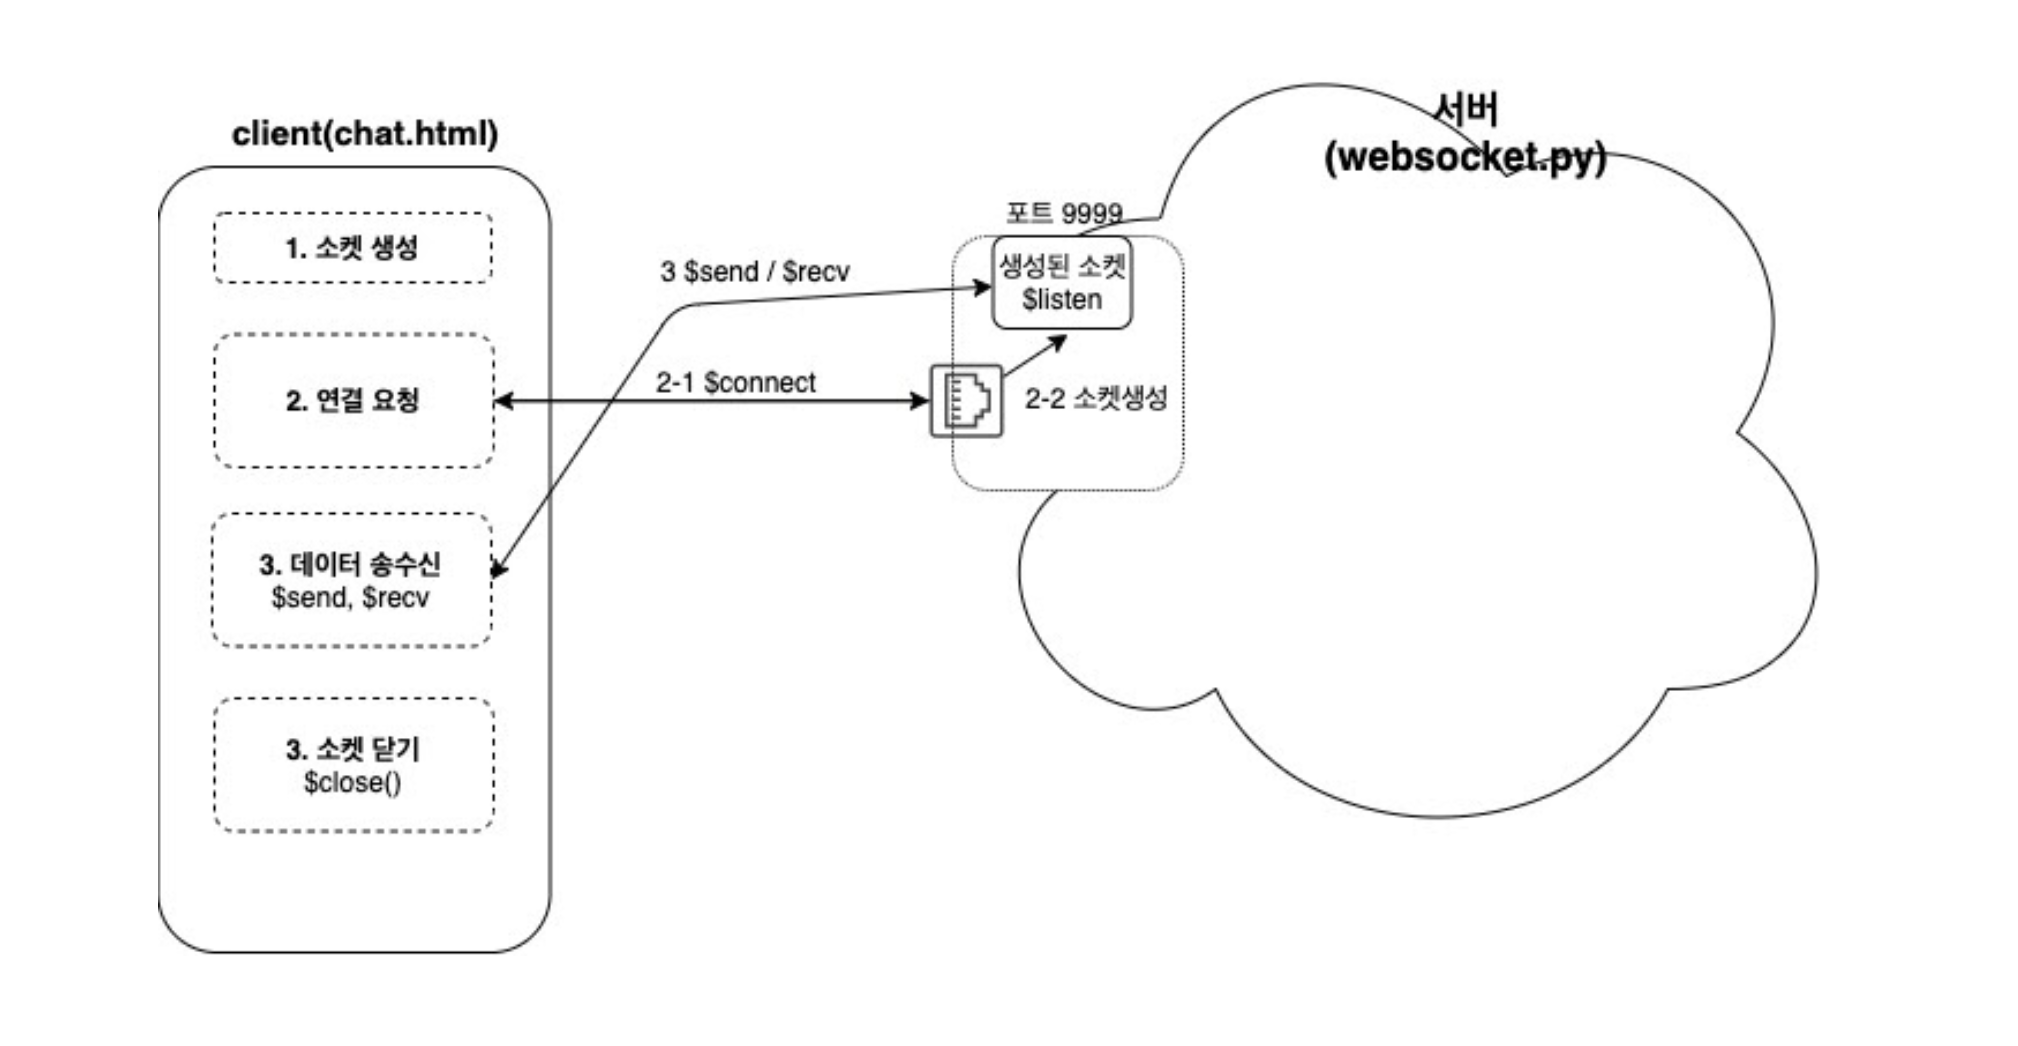 client(chat.html)
1. 소켓 생성
2. 연결 요청
3. 데이터 송수신
$send, $recv
3. 소켓 닫기
$close()
3 $send / $recv
2-1 $connect
포트 9999
생성된 소켓
$listen
2-2 소켓생성
서버
(websocket.py)